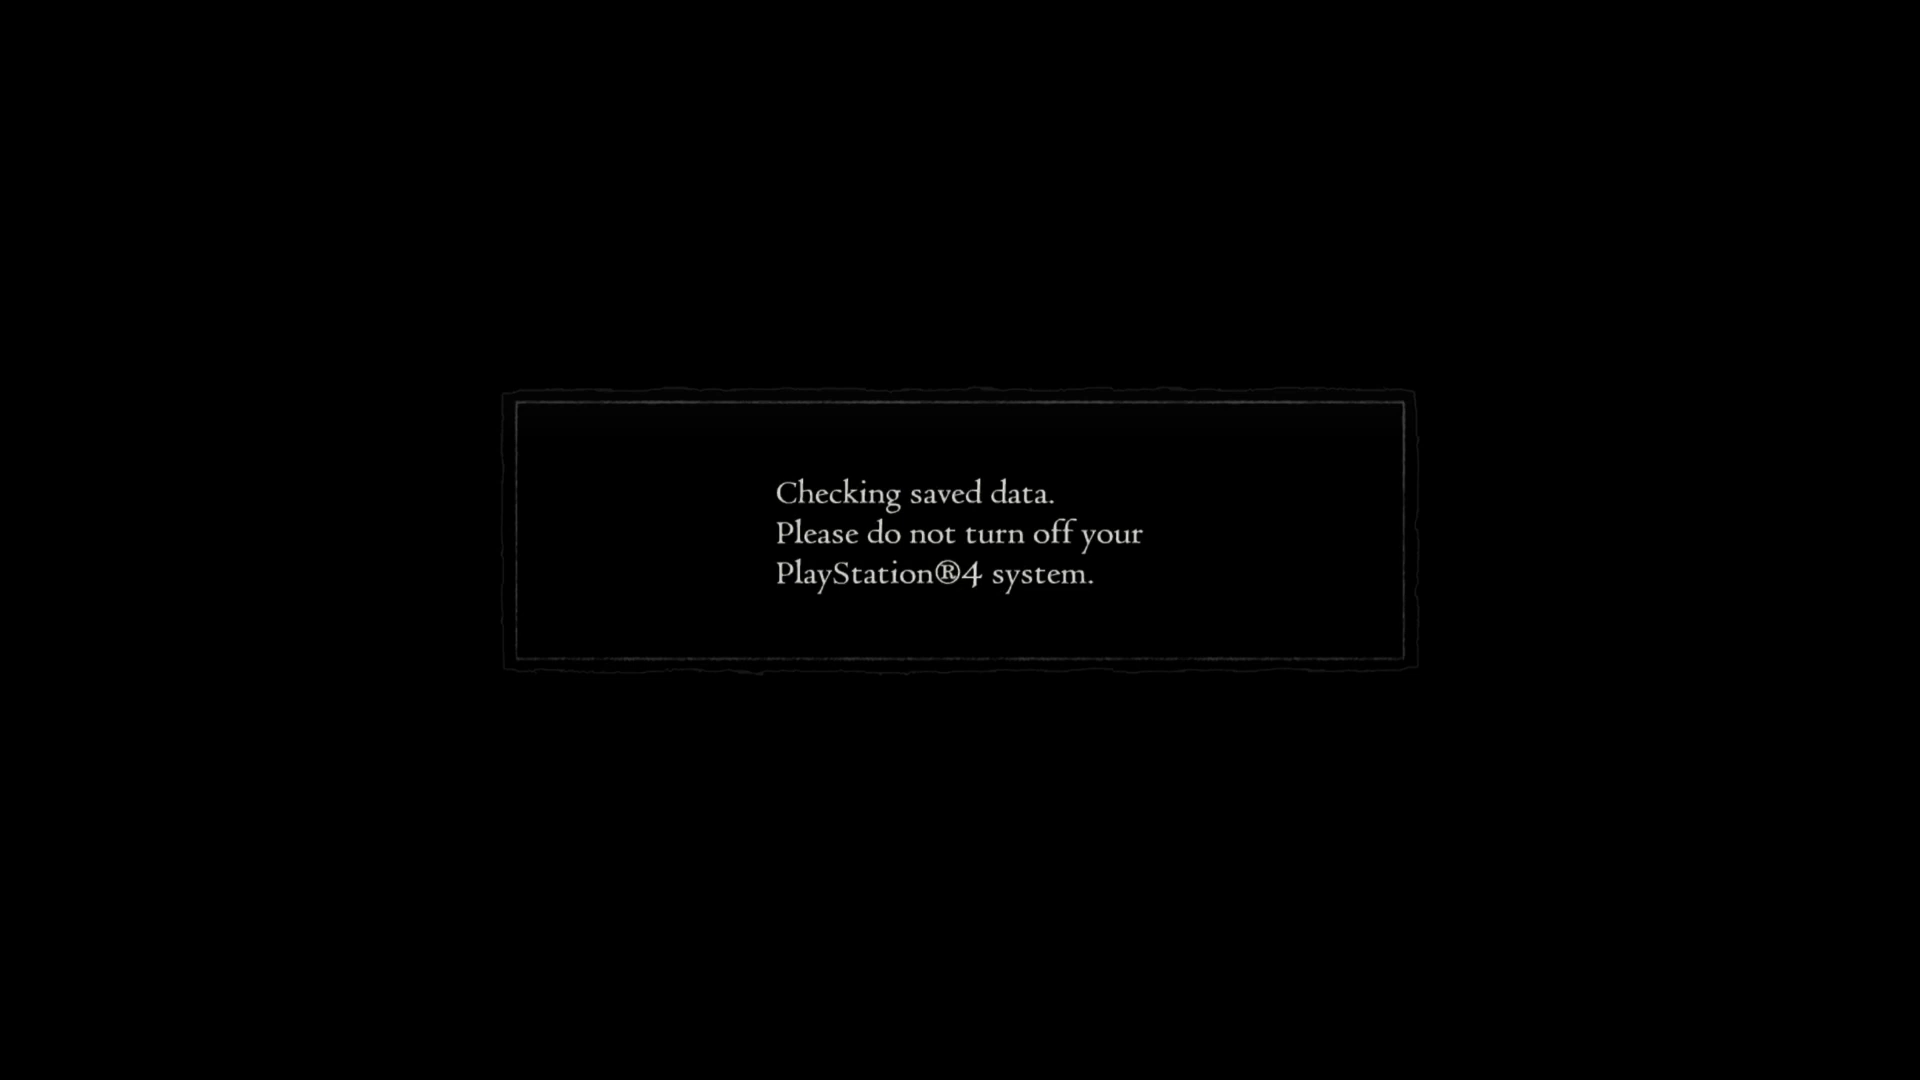 Checking saved data.
Please do not turn off your
PlayStation®4 system.